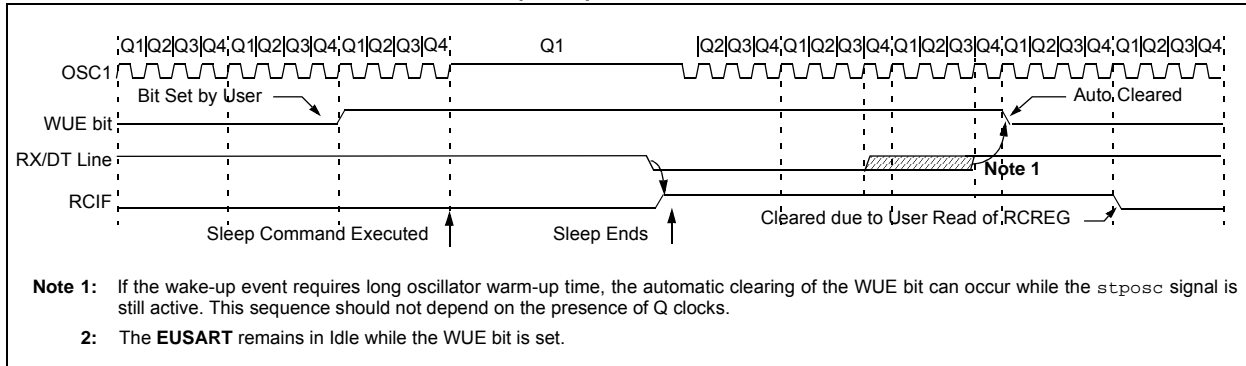 Q1 Q2 Q3 Q4 Q1 Q2 Q3 Q4 Q1 Q2 Q3 Q4 Q1 Q2 Q3 Q4 Q1 Q2 Q3 Q4 Q1 Q2 Q3 Q4 Q1 Q2 Q3 Q4 Q1 Q2 Q3 Q4
OSC1
Bit Set by User
Auto Cleared
WUE bit
RX/DT Line
Note 1
RCIF
Cleared due to User Read of RCREG
Sleep Command Executed
Sleep Ends
Note 1: If the wake-up event requires long oscillator warm-up time, the automatic clearing of the WUE bit can occur while the stposc signal is
still active. This sequence should not depend on the presence of Q clocks.
2: The EUSART remains in Idle while the WUE bit is set.